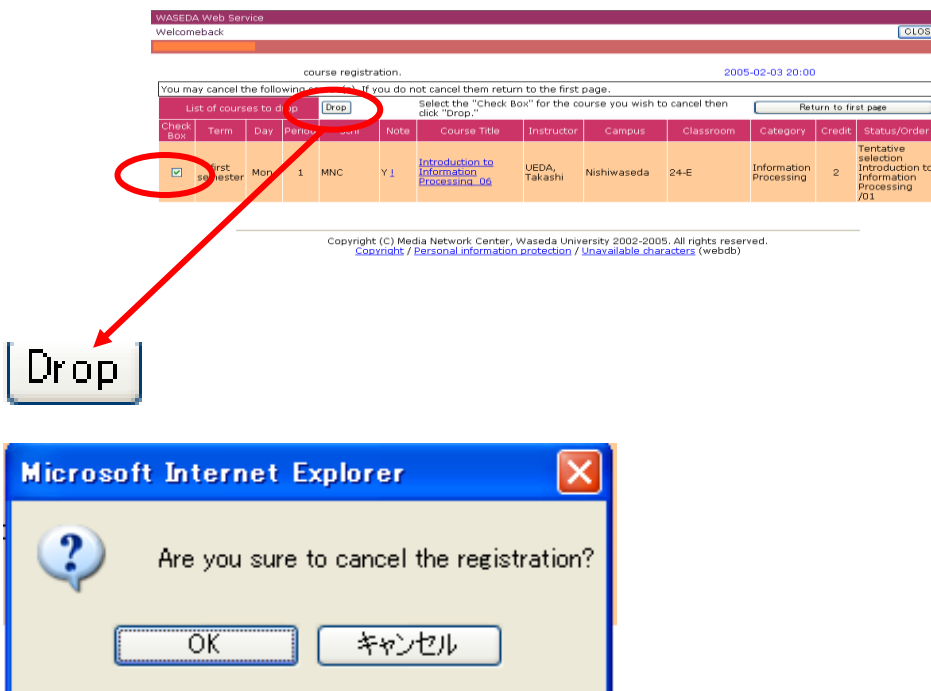 WASEDA Web Service
Welcomeback CLOS
course registration. 2005-02-03 20:00
You may cancel the following If you do not cancel them return to the first page.
List of courses to drop Drop Select the "Check Box" for the course you wish to cancel then click "Drop." Return to first page
Check Box Term Day Period Note Course Title Instructor Campus Classroom Category Credit Status/Order
first semester Mon 1 MNC Y ! Introduction to Information Processing 06 UEDA, Takashi Nishiwaseda 24-E Information Processing 2 Tentative selection Introduction to Information Processing /01
Copyright (C) Media Network Center, Waseda University 2002-2005. All rights reserved.
Copyright / Personal information protection / Unavailable characters (webdb)
Drop
Microsoft Internet Explorer
Are you sure to cancel the registration?
OK キャンセル